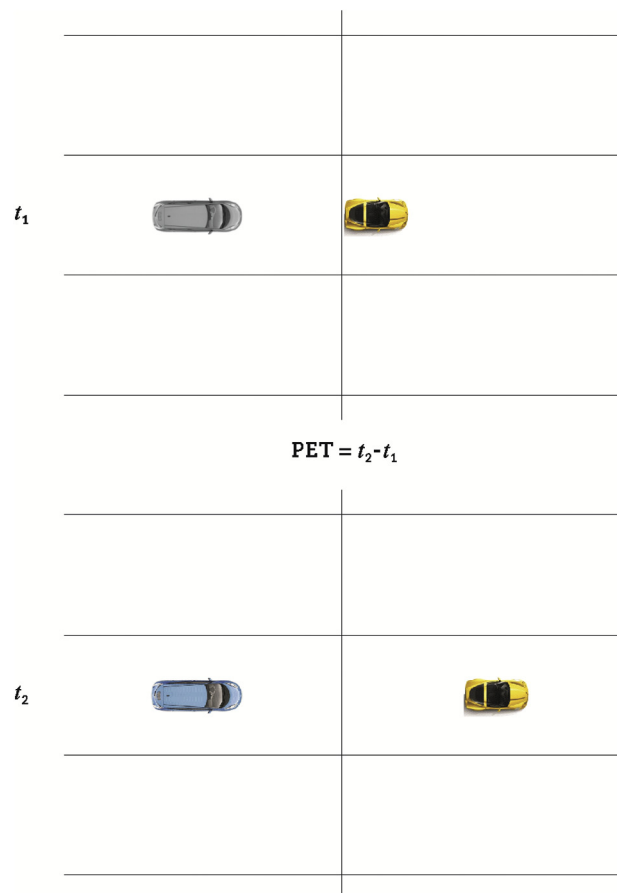 t₁
PET = t₂-t₁
t₂